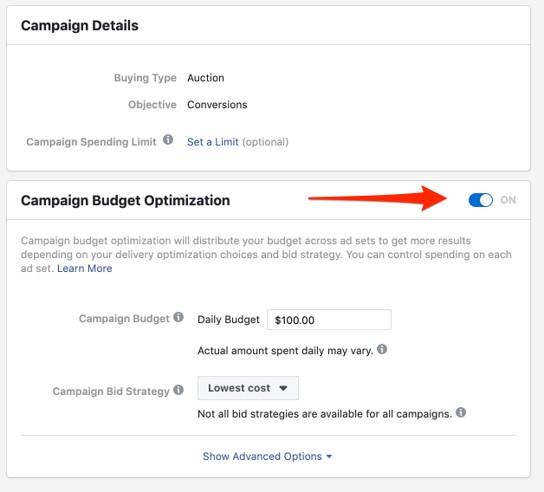 Campaign Details
Buying Type Auction
Objective Conversions
Campaign Spending Limit Set a Limit (optional)
Campaign Budget Optimization ON
Campaign budget optimization will distribute your budget across ad sets to get more results
depending on your delivery optimization choices and bid strategy. You can control spending on each
ad set. Learn More
Campaign Budget Daily Budget $100.00
Actual amount spent daily may vary.
Campaign Bid Strategy Lowest cost
Not all bid strategies are available for all campaigns.
Show Advanced Options